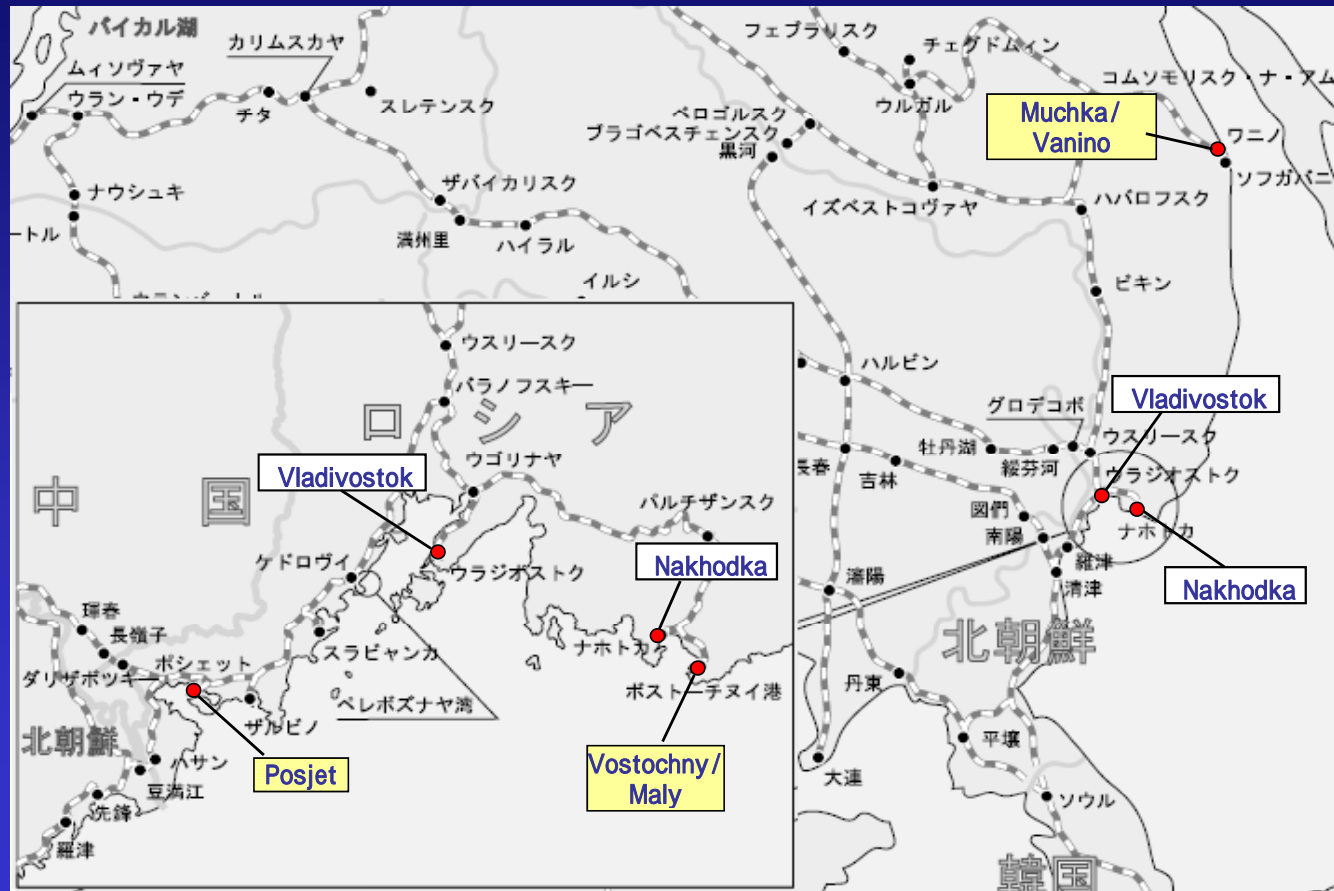 バイカル湖
カリムスカヤ
ムィソヴァヤ
ウラン・ウデ
チタ
スレテンスク
フェブラリスク
チェグドムィン
コムソモリスク・ナ・アム
ウルガル
ベロゴルスク
ブラゴベスチェンスク
黒河
Muchka/
Vanino
ワニノ
ソフガバニ
ナウシュキ
ートル
ザバイカリスク
満州里
ハイラル
イズベストコヴァヤ
ハバロフスク
イルシ
ビキン
ウスリースク
バラノフスキー
ロシア
ハルビン
グロデコボ
Vladivostok
ウスリースク
牡丹湖
綏芬河
長春
吉林
ウラジオストク
図們
南陽
ナホトカ
羅津
清津
Nakhodka
瀋陽
北朝鮮
丹東
平壌
大連
ソウル
韓国
中国
Vladivostok
ウゴリナヤ
パルチザンスク
ケドロヴィ
ウラジオストク
Nakhodka
琿春
長嶺子
ダリザボツキー
ポシェット
スラビャンカ
ナホトカ
ボストーチヌイ港
ペレボズナヤ湾
ザルビノ
北朝鮮
ハサン
豆満江
Posjet
Vostochny/
Maly
先鋒
羅津